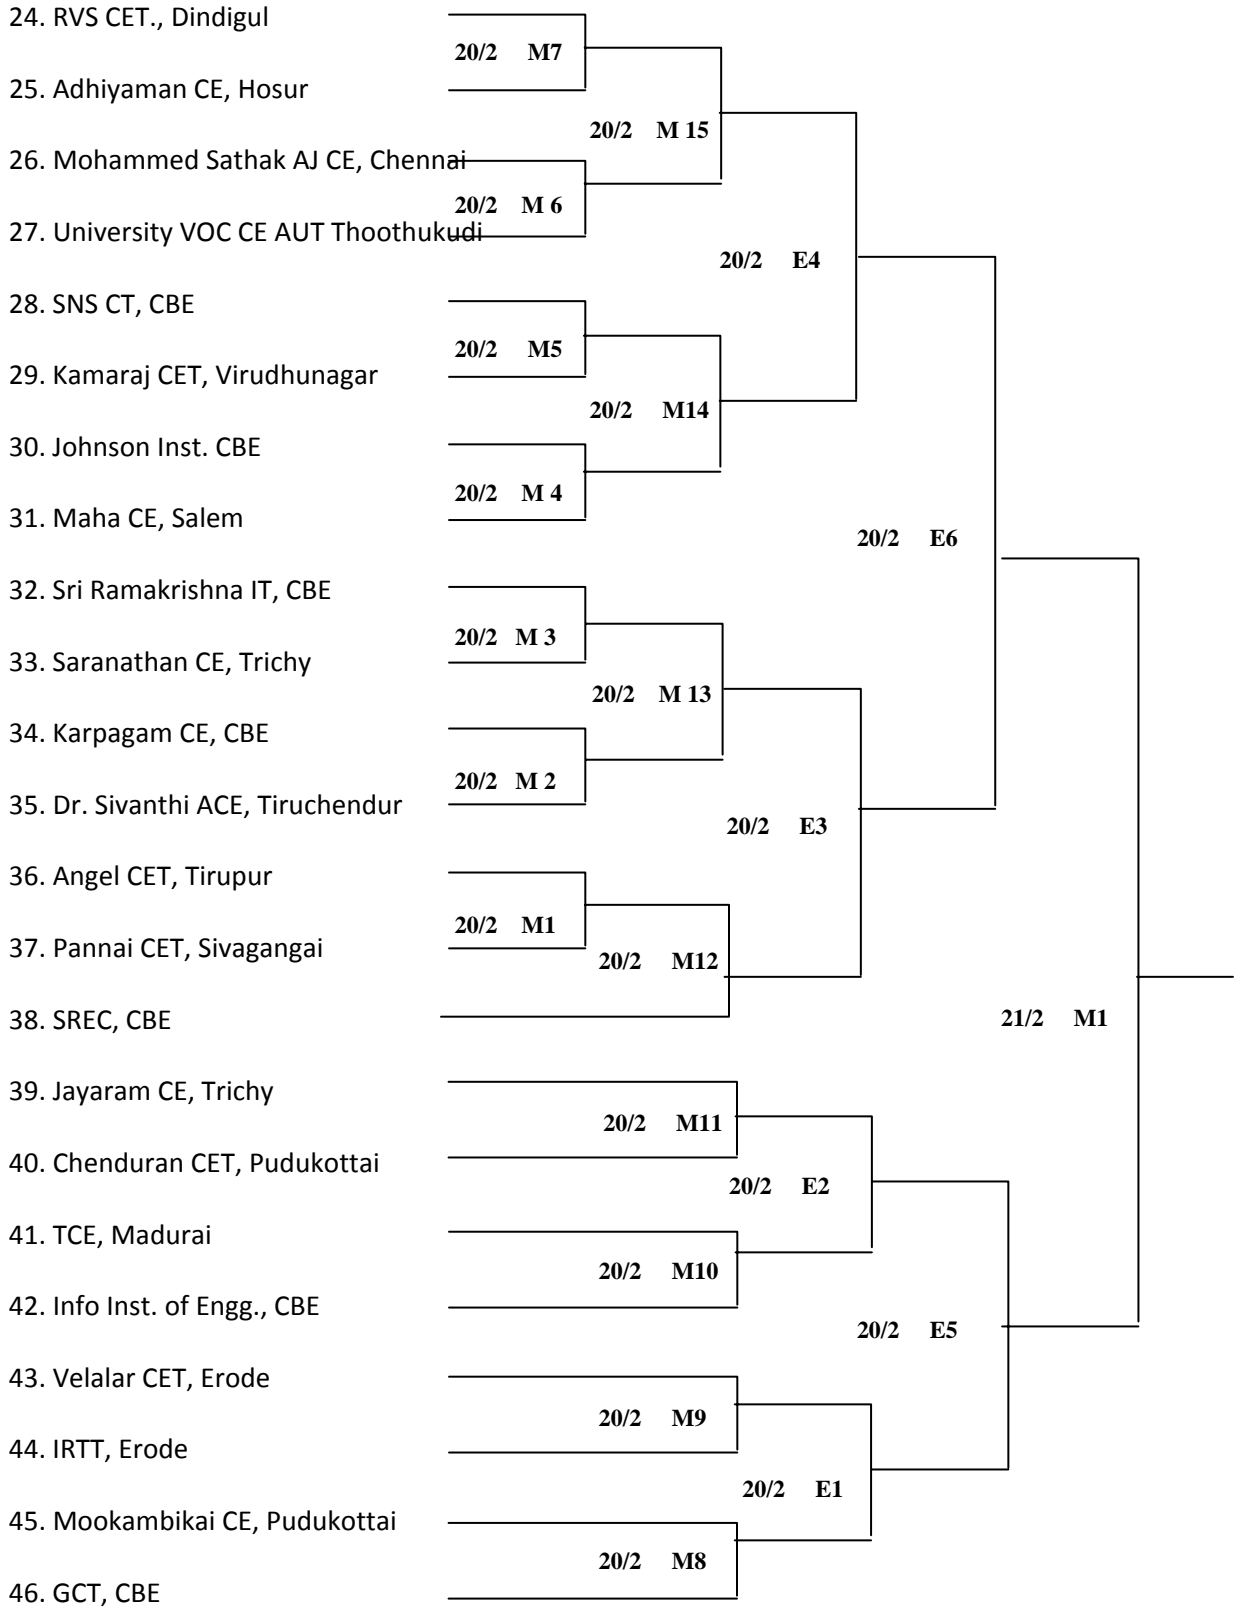 24. RVS CET., Dindigul
20/2 M7
25. Adhiyaman CE, Hosur
20/2 M 15
26. Mohammed Sathak AJ CE, Chennai
20/2 M 6
27. University VOC CE AUT Thoothukudi
20/2 E4
28. SNS CT, CBE
20/2 M5
29. Kamaraj CET, Virudhunagar
20/2 M14
30. Johnson Inst. CBE
20/2 M 4
31. Maha CE, Salem
20/2 E6
32. Sri Ramakrishna IT, CBE
20/2 M 3
33. Saranathan CE, Trichy
20/2 M 13
34. Karpagam CE, CBE
20/2 M 2
35. Dr. Sivanthi ACE, Tiruchendur
20/2 E3
36. Angel CET, Tirupur
20/2 M1
37. Pannai CET, Sivagangai
20/2 M12
38. SREC, CBE
21/2 M1
39. Jayaram CE, Trichy
20/2 M11
40. Chenduran CET, Pudukottai
20/2 E2
41. TCE, Madurai
20/2 M10
42. Info Inst. of Engg., CBE
20/2 E5
43. Velalar CET, Erode
20/2 M9
44. IRTT, Erode
20/2 E1
45. Mookambikai CE, Pudukottai
20/2 M8
46. GCT, CBE